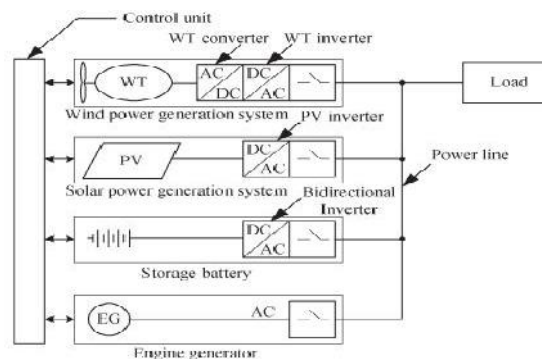 Control unit
WT converter
WT inverter
WT
AC
DC
DC
AC
Load
Wind power generation system
PV inverter
PV
DC
AC
Power line
Solar power generation system
Bidirectional
Inverter
DC
AC
Storage battery
EG
AC
Engine generator